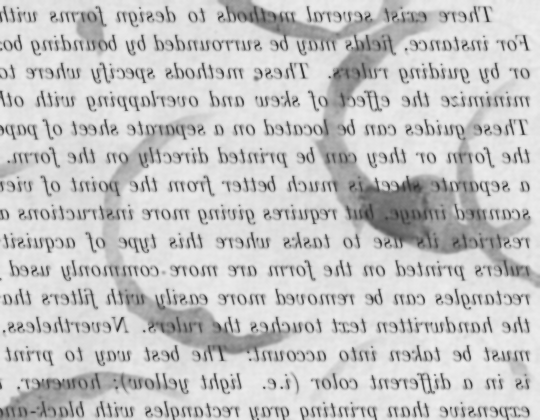 There exist several methods to design forms with
For instance, fields may be surrounded by bounding bo
or by guiding rulers. These methods specify where to
minimize the effect of skew and overlapping with oth
These guides can be located on a separate sheet of pape
the form or they can be printed directly on the form.
a separate sheet is much better from the point of view
scanned image, but requires giving more instructions a
restricts its use to tasks where this type of acquisiti
rulers printed on the form are more commonly used
rectangles can be removed more easily with filters tha
the handwritten text touches the rulers. Nevertheless,
must be taken into account: The best way to print
is in a different color (i.e. light yellow); however,
expensive than printing gray rectangles with black-and